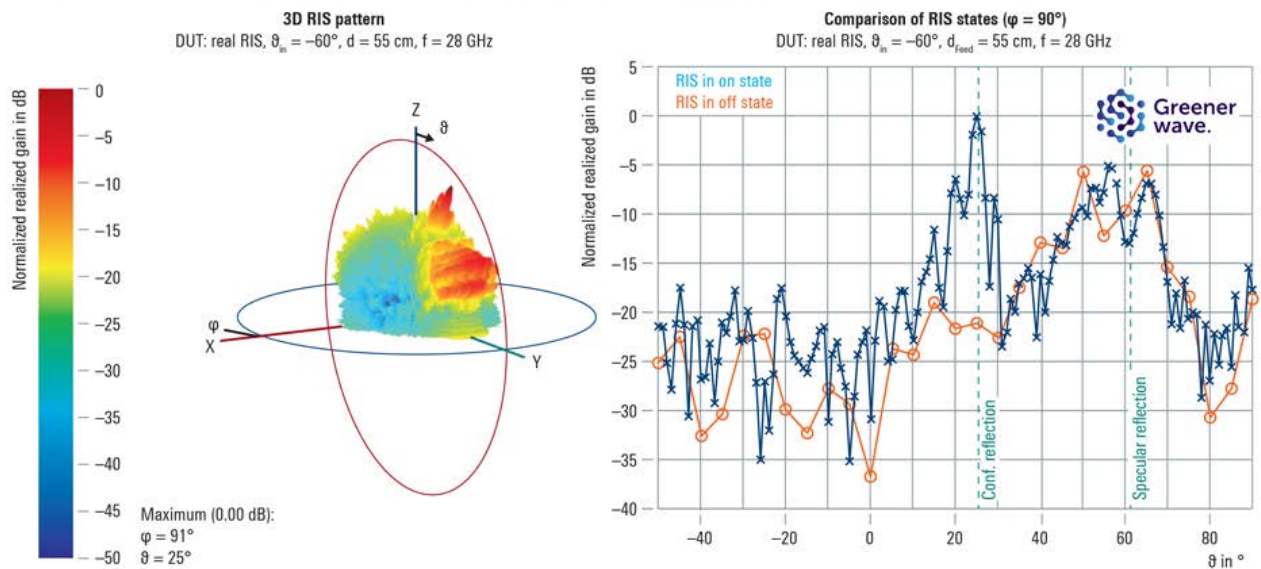 3D RIS pattern
DUT: real RIS, ϑin = –60°, d = 55 cm, f = 28 GHz
Normalized realized gain in dB
0
–5
–10
–15
–20
–25
–30
–35
–40
–45
–50
Z
ϑ
φ
X
Y
Maximum (0.00 dB):
φ = 91°
ϑ = 25°
Comparison of RIS states (φ = 90°)
DUT: real RIS, ϑin = –60°, dFeed = 55 cm, f = 28 GHz
Normalized realized gain in dB
5
0
–5
–10
–15
–20
–25
–30
–35
–40
RIS in on state
RIS in off state
Greener
wave.
Conf. reflection
Specular reflection
–40
–20
0
20
40
60
80
ϑ in °